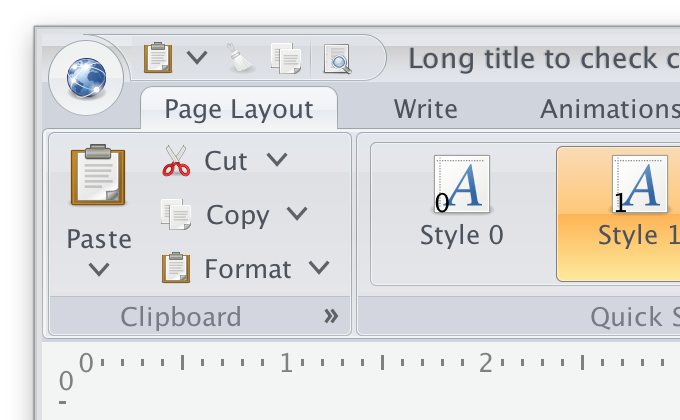 Long title to check c
Page Layout Write Animations
Cut
Copy
Paste
Format
0 1
Style 0 Style 1
Clipboard » Quick S
0 1 2
0